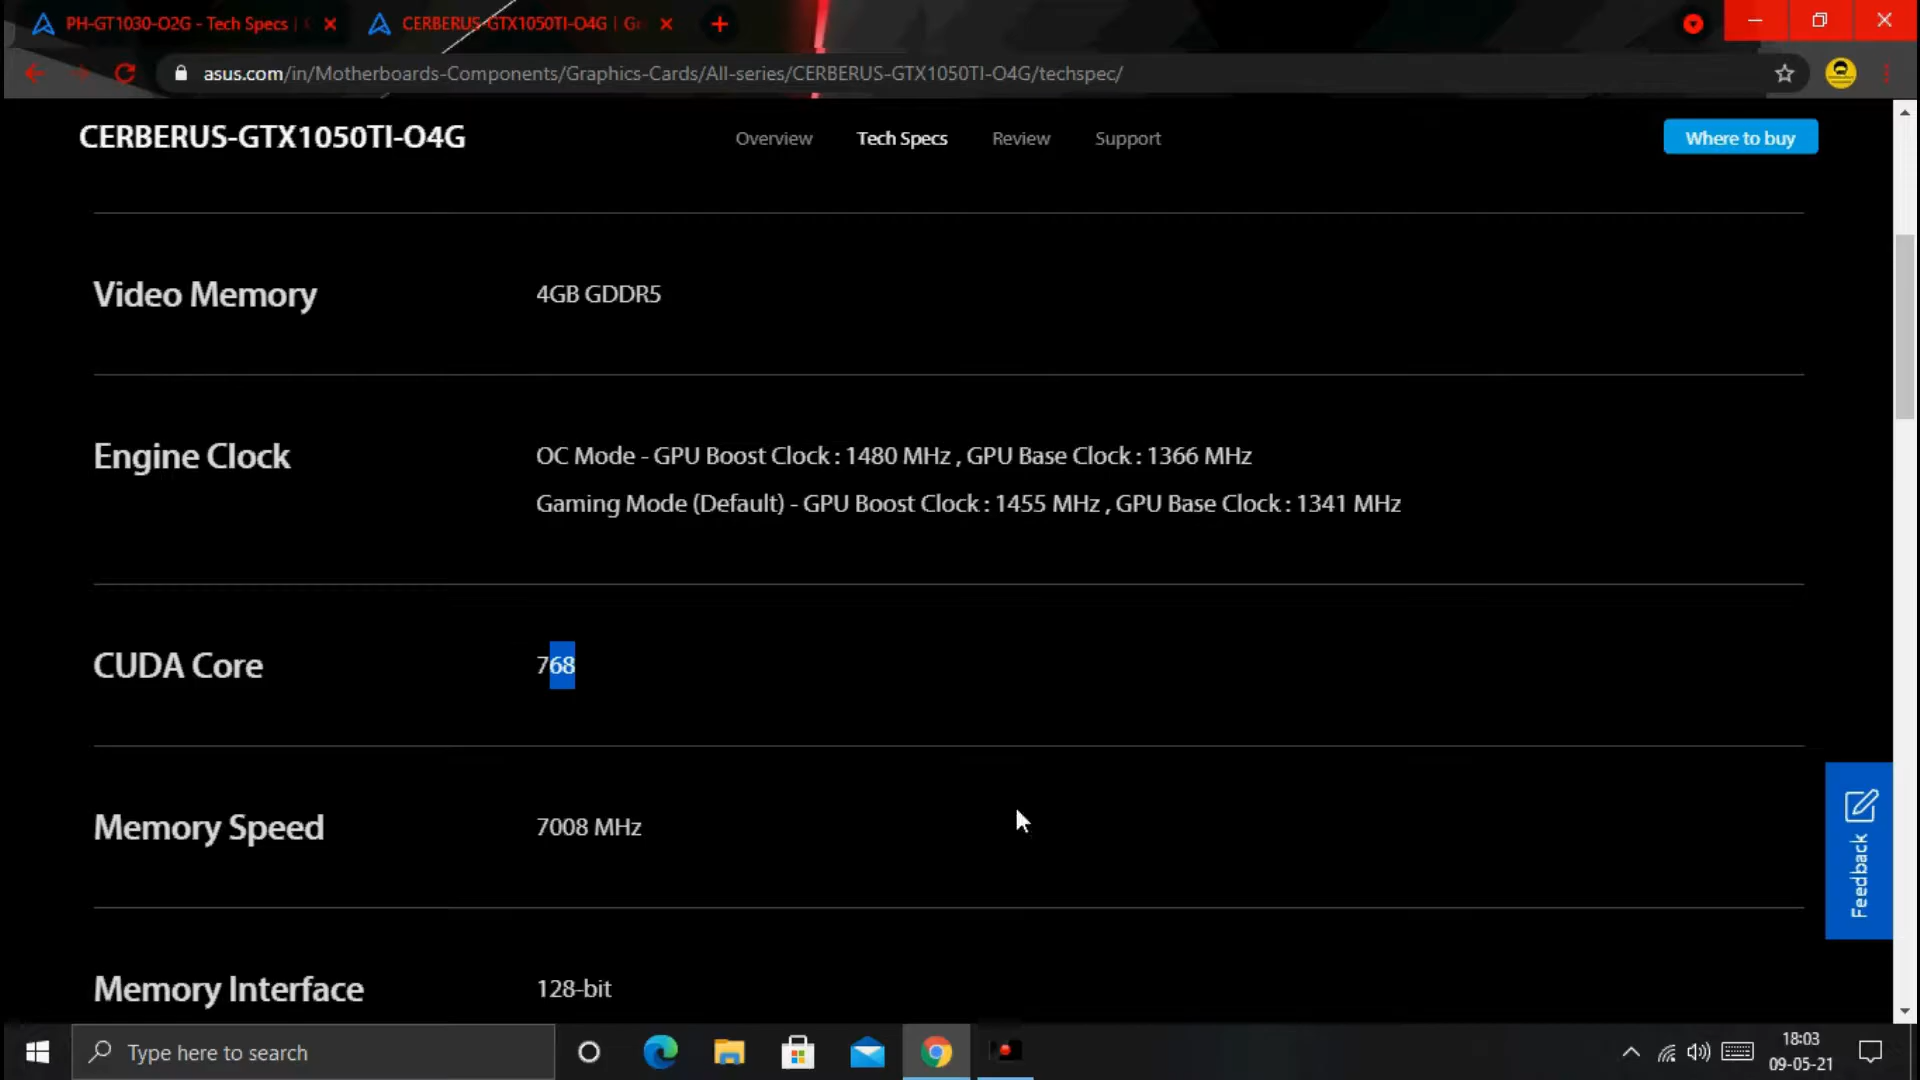 PH-GT1030-O2G - Tech Specs |
CERBERUS-GTX1050TI-O4G | Gr
asus.com/in/Motherboards-Components/Graphics-Cards/All-series/CERBERUS-GTX1050TI-O4G/techspec/
CERBERUS-GTX1050TI-O4G
Overview
Tech Specs
Review
Support
Where to buy
Video Memory
4GB GDDR5
Engine Clock
OC Mode - GPU Boost Clock : 1480 MHz , GPU Base Clock : 1366 MHz
Gaming Mode (Default) - GPU Boost Clock : 1455 MHz , GPU Base Clock : 1341 MHz
CUDA Core
768
Memory Speed
7008 MHz
Feedback
Memory Interface
128-bit
Type here to search
18:03
09-05-21